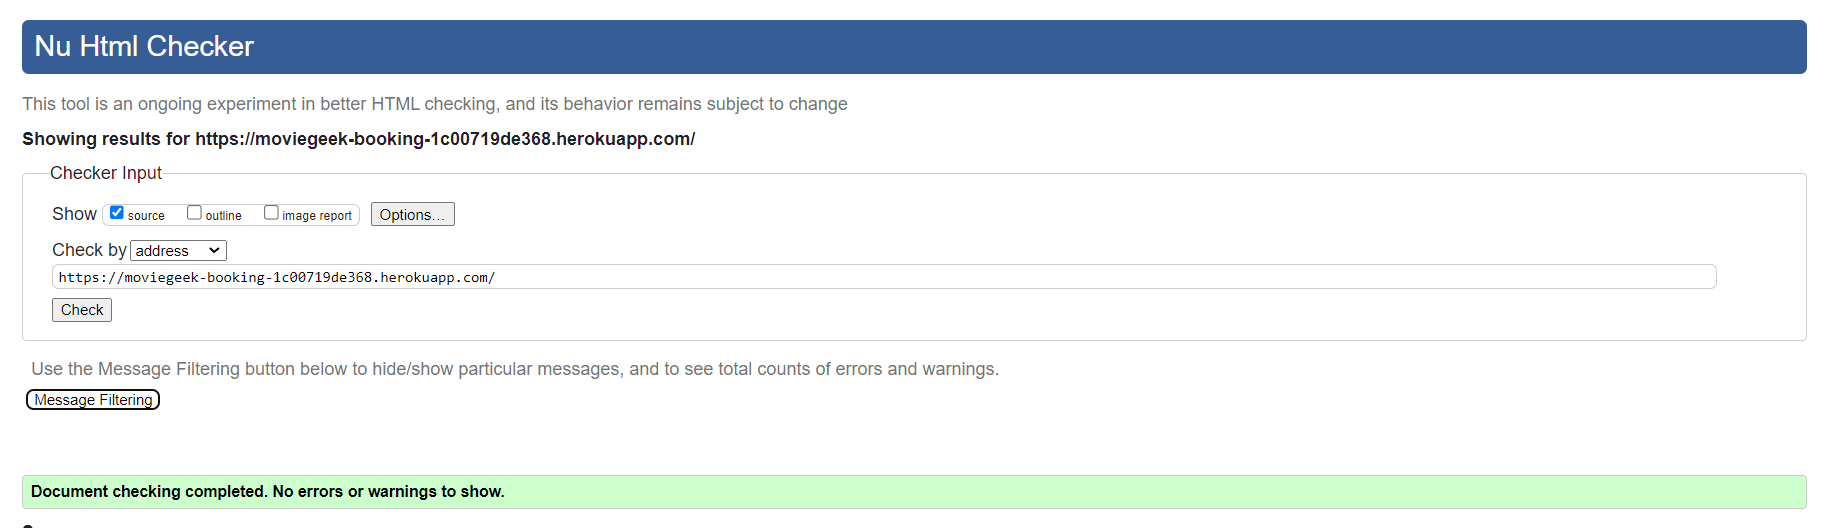 Nu Html Checker
This tool is an ongoing experiment in better HTML checking, and its behavior remains subject to change
Showing results for https://moviegeek-booking-1c00719de368.herokuapp.com/
Checker Input
Show source outline image report Options...
Check by address
https://moviegeek-booking-1c00719de368.herokuapp.com/
Check
Use the Message Filtering button below to hide/show particular messages, and to see total counts of errors and warnings.
Message Filtering
Document checking completed. No errors or warnings to show.